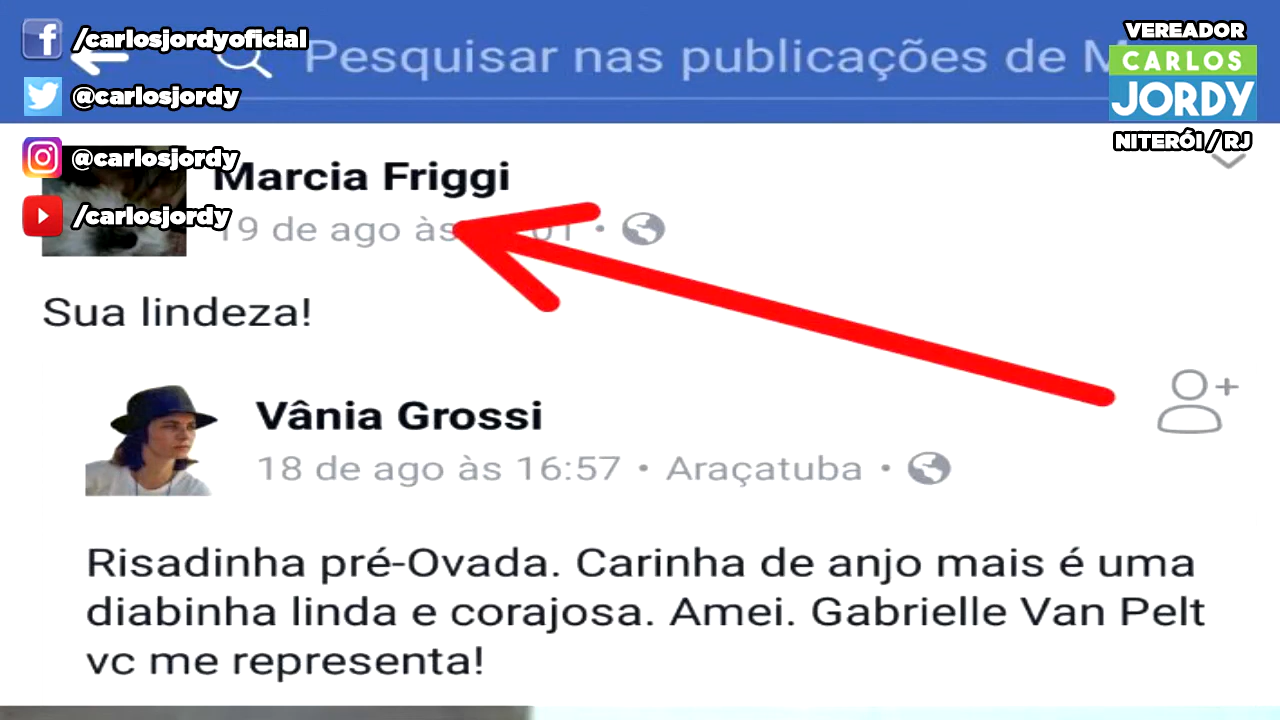 /carlosjordyoficial
Pesquisar nas publicações de M
VEREADOR
CARLOS
JORDY
NITERÓI / RJ
@carlosjordy
@carlosjordy
/carlosjordy
Marcia Friggi
19 de ago às
Sua lindeza!
Vânia Grossi
18 de ago às 16:57 • Araçatuba •
Risadinha pré-Ovada. Carinha de anjo mais é uma
diabinha linda e corajosa. Amei. Gabrielle Van Pelt
vc me representa!